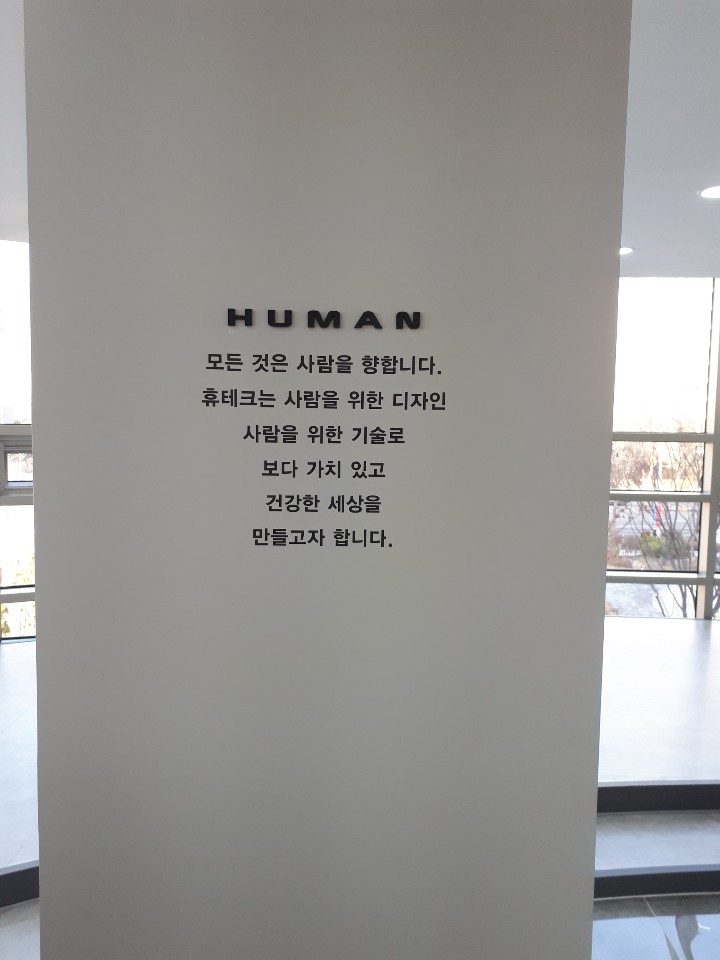 HUMAN
모든 것은 사람을 향합니다.
휴테크는 사람을 위한 디자인
사람을 위한 기술로
보다 가치 있고
건강한 세상을
만들고자 합니다.